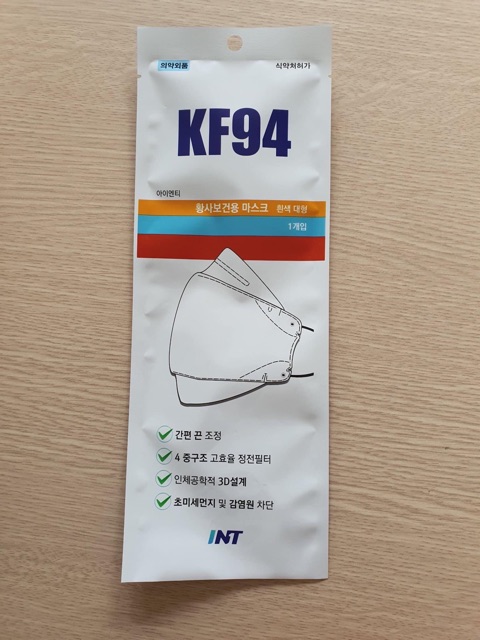 의약외품
식약처허가
KF94
아이엔티
황사보건용 마스크 흰색 대형
1개입
간편 끈 조정
4 중구조 고효율 정전필터
인체공학적 3D설계
초미세먼지 및 감염원 차단
INT